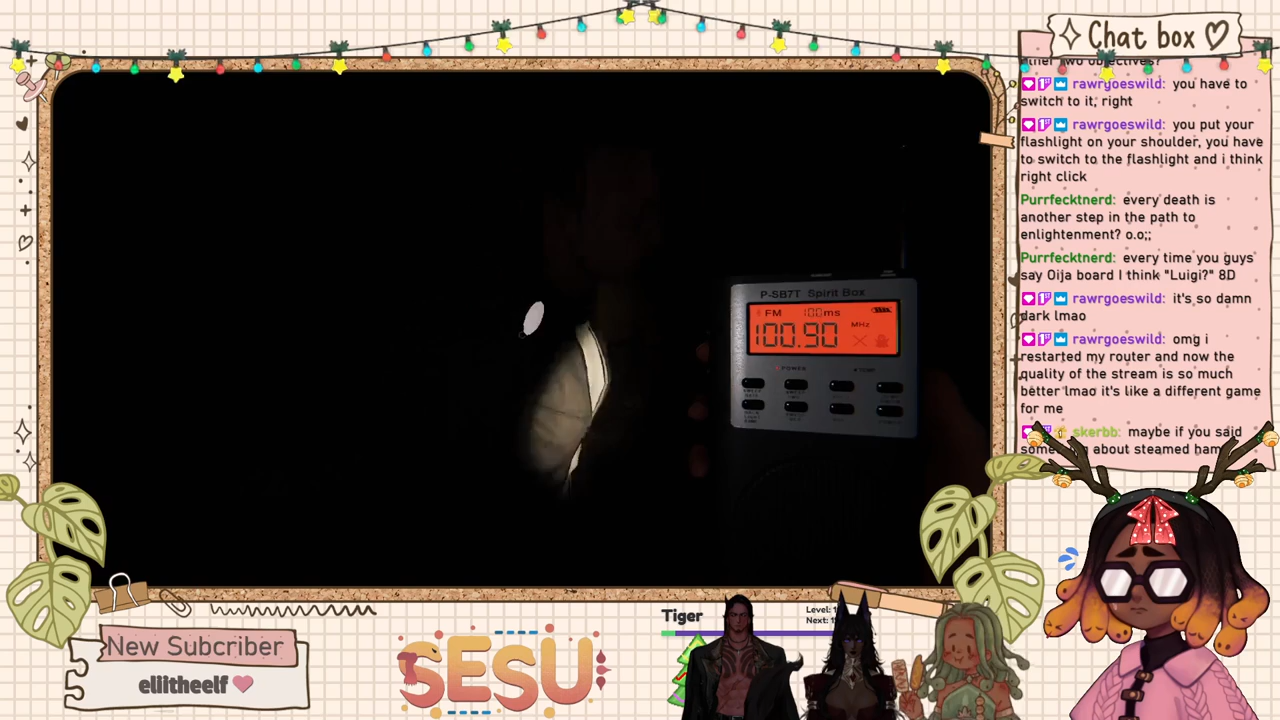 Chat box
other two objectives?
rawrgoeswild: you have to
switch to it, right
rawrgoeswild: you put your
flashlight on your shoulder, you have
to switch to the flashlight and i think
right click
Purrfecktnerd: every death is
another step in the path to
enlightenment? o.o;;
Purrfecktnerd: every time you guys
say Oija board I think "Luigi?" 8D
rawrgoeswild: it's so damn
dark lmao
rawrgoeswild: omg i
restarted my router and now the
quality of the stream is so much
better lmao it's like a different game
for me
skerbb: maybe if you said
about steamed ham
P-SB7T Spirit Box
FM 100ms
100.90 MHz
POWER
New Subcriber
eliitheelf
SESU
Tiger
Level:
Next: